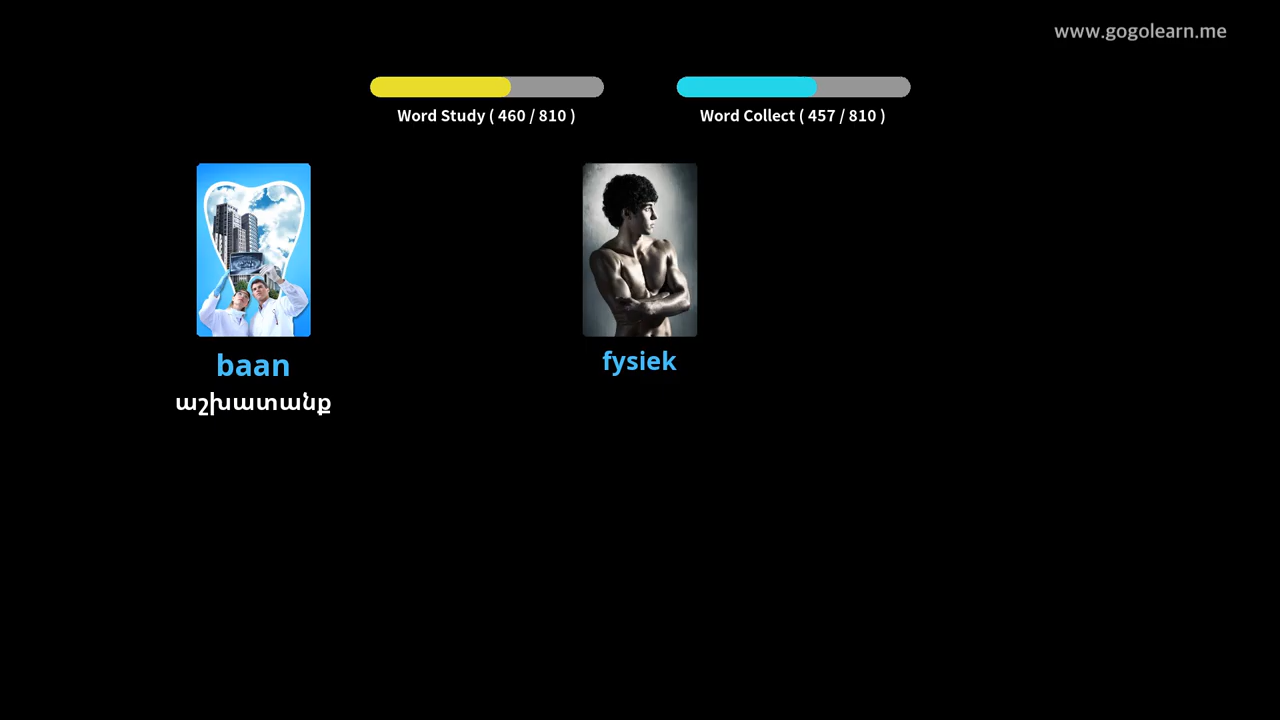 www.gogolearn.me
Word Study ( 460 / 810 )
Word Collect ( 457 / 810 )
baan
աշխատանք
fysiek